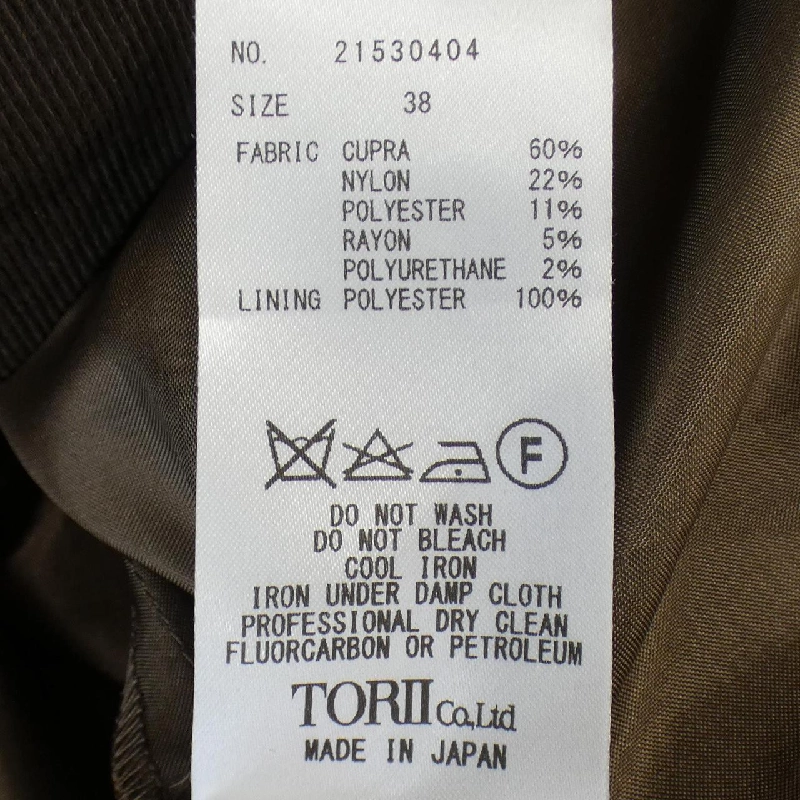 NO. 21530404
SIZE 38
FABRIC CUPRA 60%
NYLON 22%
POLYESTER 11%
RAYON 5%
POLYURETHANE 2%
LINING POLYESTER 100%
F
DO NOT WASH
DO NOT BLEACH
COOL IRON
IRON UNDER DAMP CLOTH
PROFESSIONAL DRY CLEAN
FLUORCARBON OR PETROLEUM
TORII Co,Ltd
MADE IN JAPAN